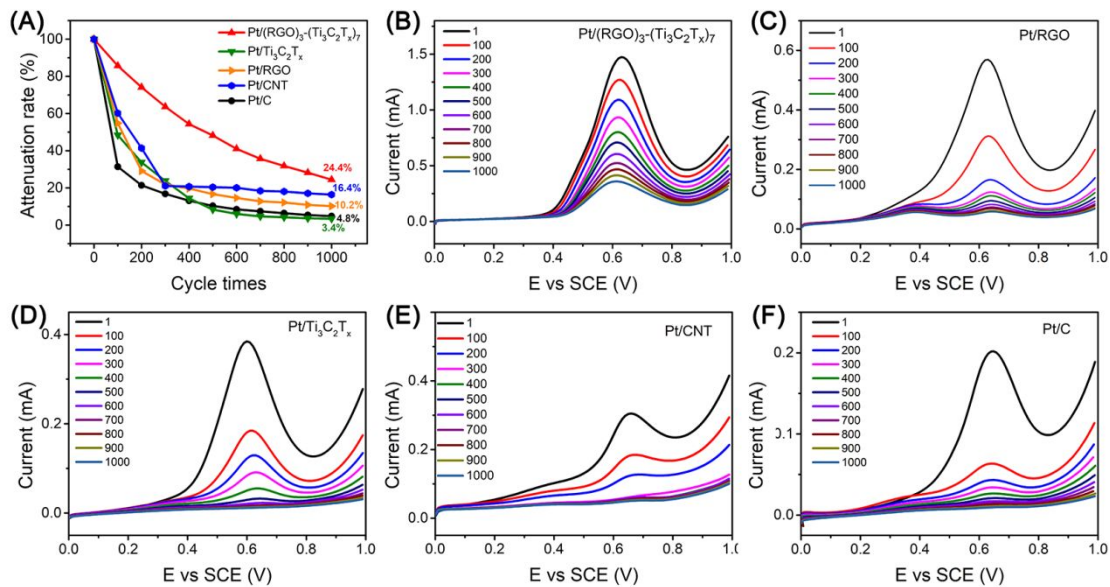 (A)
Attenuation rate (%)
100
80
60
40
20
0
Pt/(RGO)₃-(Ti₃C₂Tₓ)₇
Pt/Ti₃C₂Tₓ
Pt/RGO
Pt/CNT
Pt/C
24.4%
16.4%
10.2%
4.8%
3.4%
0 200 400 600 800 1000
Cycle times
(B)
Pt/(RGO)₃-(Ti₃C₂Tₓ)₇
Current (mA)
1.5
1.0
0.5
0.0
1
100
200
300
400
500
600
700
800
900
1000
0.0 0.2 0.4 0.6 0.8 1.0
E vs SCE (V)
(C)
Pt/RGO
Current (mA)
0.6
0.4
0.2
0.0
1
100
200
300
400
500
600
700
800
900
1000
0.0 0.2 0.4 0.6 0.8 1.0
E vs SCE (V)
(D)
Pt/Ti₃C₂Tₓ
Current (mA)
0.4
0.2
0.0
1
100
200
300
400
500
600
700
800
900
1000
0.0 0.2 0.4 0.6 0.8 1.0
E vs SCE (V)
(E)
Pt/CNT
Current (mA)
0.4
0.2
0.0
1
100
200
300
400
500
600
700
800
900
1000
0.0 0.2 0.4 0.6 0.8 1.0
E vs SCE (V)
(F)
Pt/C
Current (mA)
0.2
0.1
0.0
1
100
200
300
400
500
600
700
800
900
1000
0.0 0.2 0.4 0.6 0.8 1.0
E vs SCE (V)